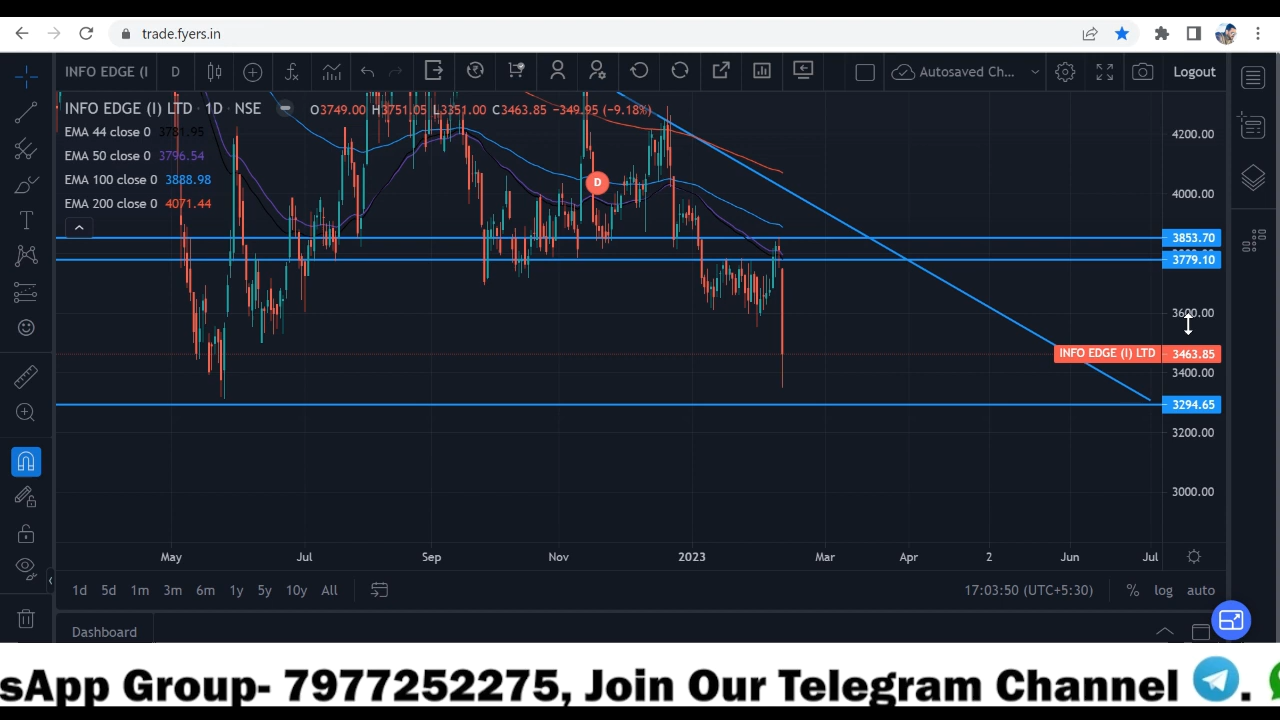 trade.fyers.in
INFO EDGE (I D Autosaved Ch... Logout
INFO EDGE (I) LTD · 1D · NSE O3749.00 H3751.05 L3351.00 C3463.85 −349.95 (−9.18%)
EMA 44 close 0 3781.95
EMA 50 close 0 3796.54
EMA 100 close 0 3888.98
EMA 200 close 0 4071.44
D
4200.00
4000.00
3853.70
3779.10
3600.00
INFO EDGE (I) LTD 3463.85
3400.00
3294.65
3200.00
3000.00
May Jul Sep Nov 2023 Mar Apr 2 Jun Jul
1d 5d 1m 3m 6m 1y 5y 10y All 17:03:50 (UTC+5:30) % log auto
Dashboard
sApp Group- 7977252275, Join Our Telegram Channel .